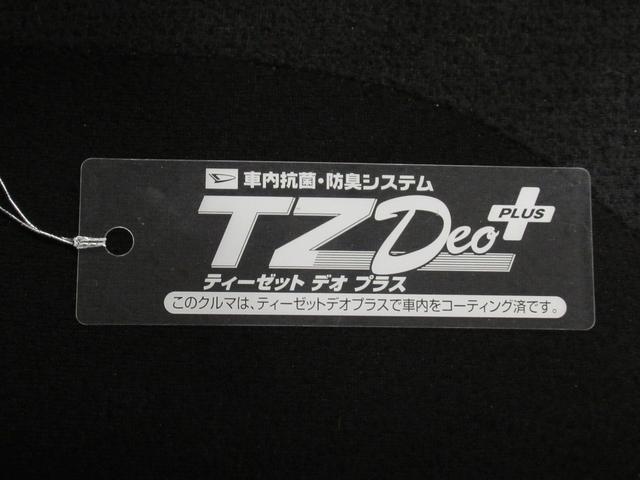 車内抗菌・防臭システム
TZ Deo PLUS
ティーゼット デオ プラス
このクルマは、ティーゼットデオプラスで車内をコーティング済です。